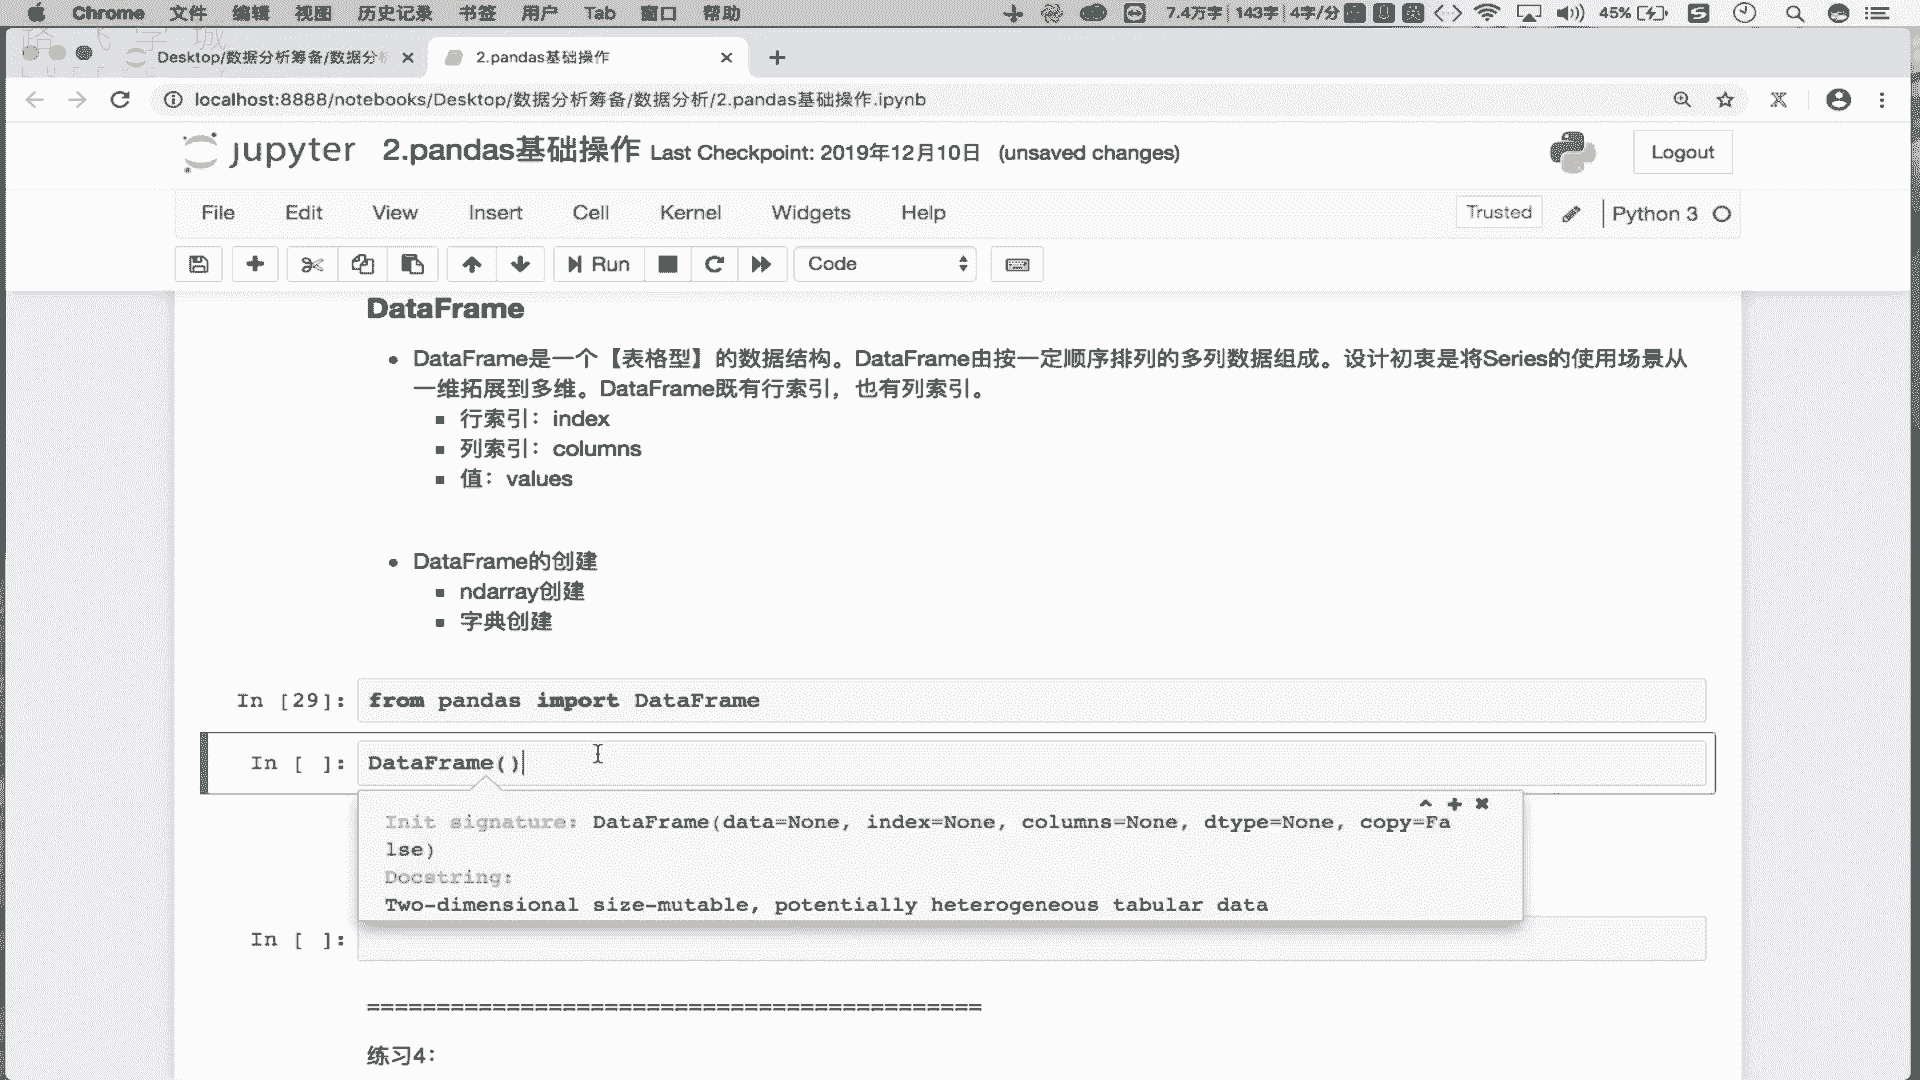 Chrome 文件 编辑 视图 历史记录 书签 用户 Tab 窗口 帮助 7.4万字 143字 4字/分 英 45% S
Desktop/数据分析筹备/数据分析 2.pandas基础操作
localhost:8888/notebooks/Desktop/数据分析筹备/数据分析/2.pandas基础操作.ipynb
jupyter 2.pandas基础操作 Last Checkpoint: 2019年12月10日 (unsaved changes) Logout
File Edit View Insert Cell Kernel Widgets Help Trusted Python 3
Run Code
DataFrame
DataFrame是一个【表格型】的数据结构。DataFrame由按一定顺序排列的多列数据组成。设计初衷是将Series的使用场景从
一维拓展到多维。DataFrame既有行索引，也有列索引。
行索引：index
列索引：columns
值：values
DataFrame的创建
ndarray创建
字典创建
In [29]: from pandas import DataFrame
In [ ]: DataFrame()
Init signature: DataFrame(data=None, index=None, columns=None, dtype=None, copy=Fa
lse)
Docstring:
Two-dimensional size-mutable, potentially heterogeneous tabular data
In [ ]:
=============================================
练习4：